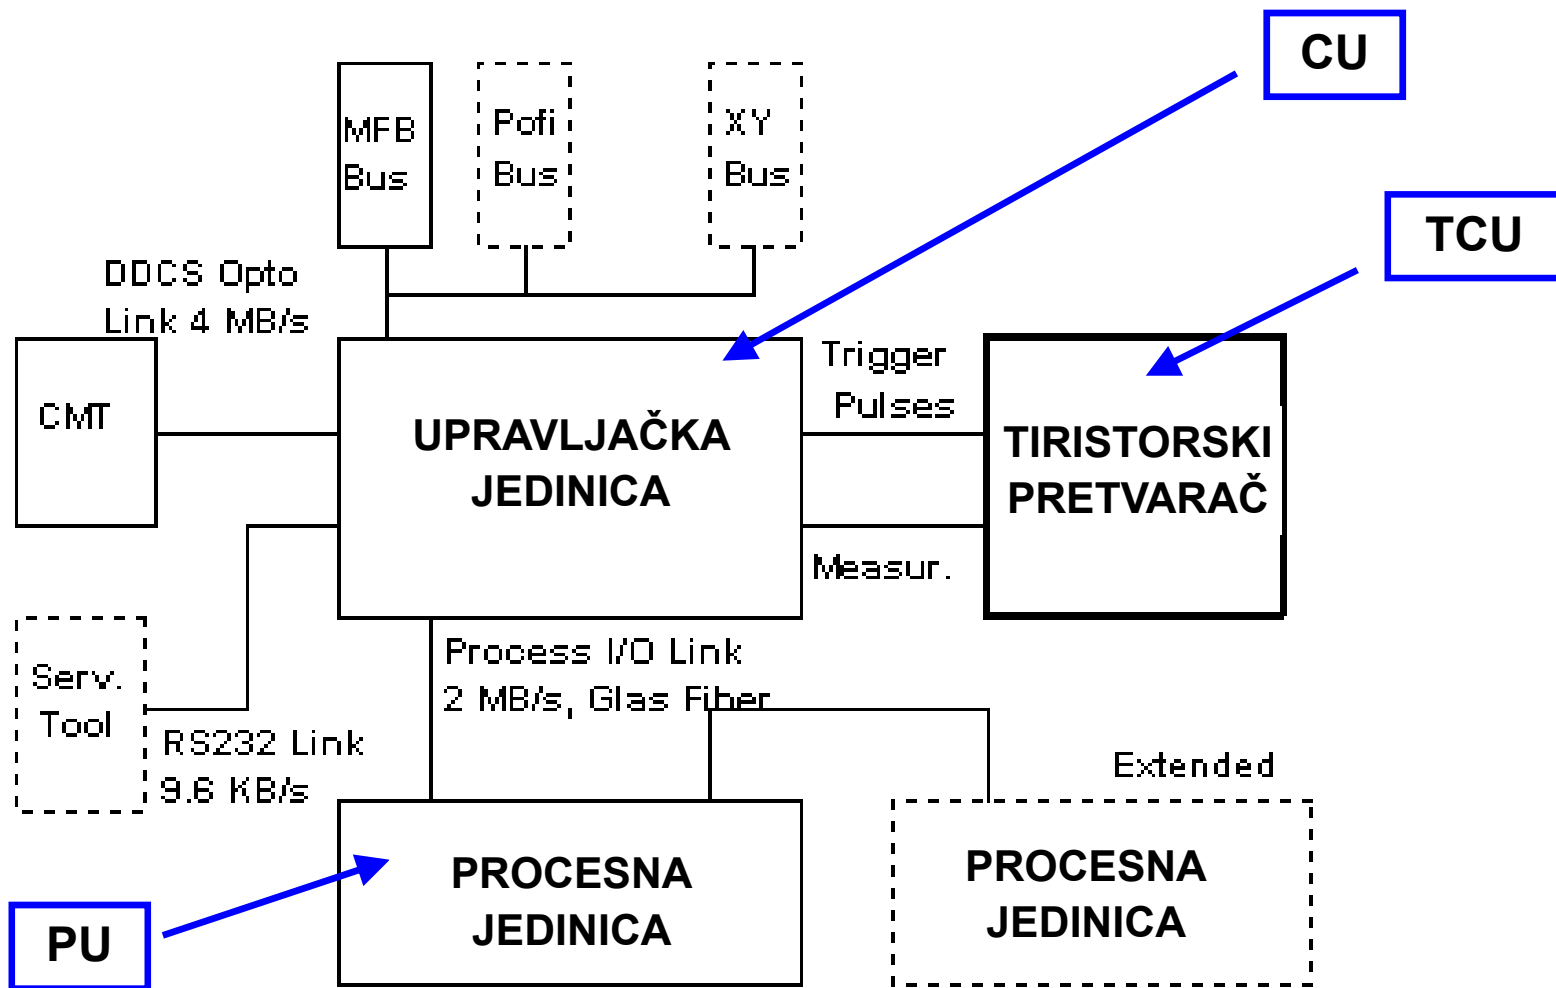 CU
MFB
Bus
Pofi
Bus
XY
Bus
TCU
DDCS Opto
Link 4 MB/s
CMT
UPRAVLJAČKA
JEDINICA
Trigger
Pulses
TIRISTORSKI
PRETVARAČ
Measur.
Serv.
Tool
RS232 Link
9.6 KB/s
Process I/O Link
2 MB/s, Glas Fiber
Extended
PROCESNA
JEDINICA
PROCESNA
JEDINICA
PU